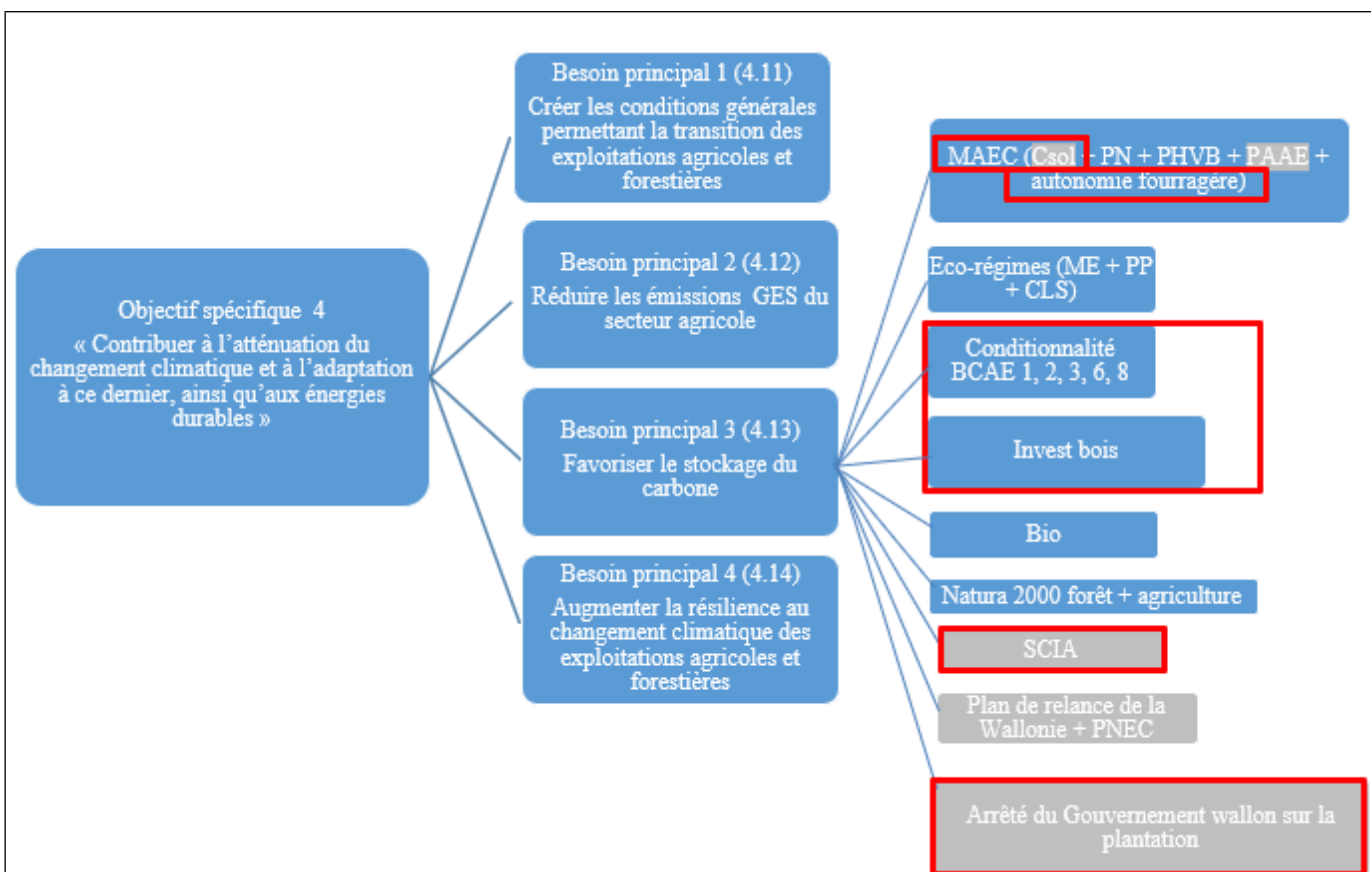 Objectif spécifique 4
« Contribuer à l’atténuation du
changement climatique et à l’adaptation
à ce dernier, ainsi qu’aux énergies
durables »
Besoin principal 1 (4.11)
Créer les conditions générales
permettant la transition des
exploitations agricoles et
forestières
Besoin principal 2 (4.12)
Réduire les émissions GES du
secteur agricole
Besoin principal 3 (4.13)
Favoriser le stockage du
carbone
Besoin principal 4 (4.14)
Augmenter la résilience au
changement climatique des
exploitations agricoles et
forestières
MAEC (Csol + PN + PHVB + PAAE +
autonomie fourragère)
Eco-régimes (ME + PP
+ CLS)
Conditionnalité
BCAE 1, 2, 3, 6, 8
Invest bois
Bio
Natura 2000 forêt + agriculture
SCIA
Plan de relance de la
Wallonie + PNEC
Arrêté du Gouvernement wallon sur la
plantation